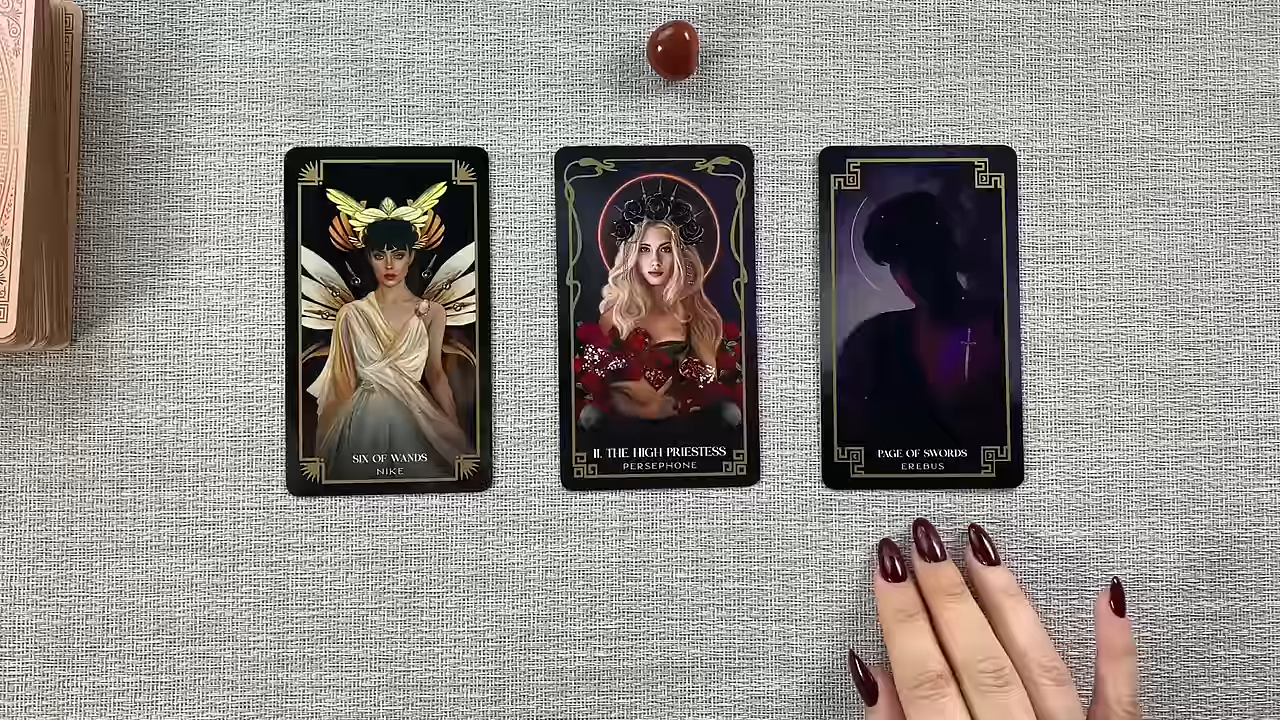 SIX OF WANDS
NIKE
II. THE HIGH PRIESTESS
PERSEPHONE
PAGE OF SWORDS
EREBUS